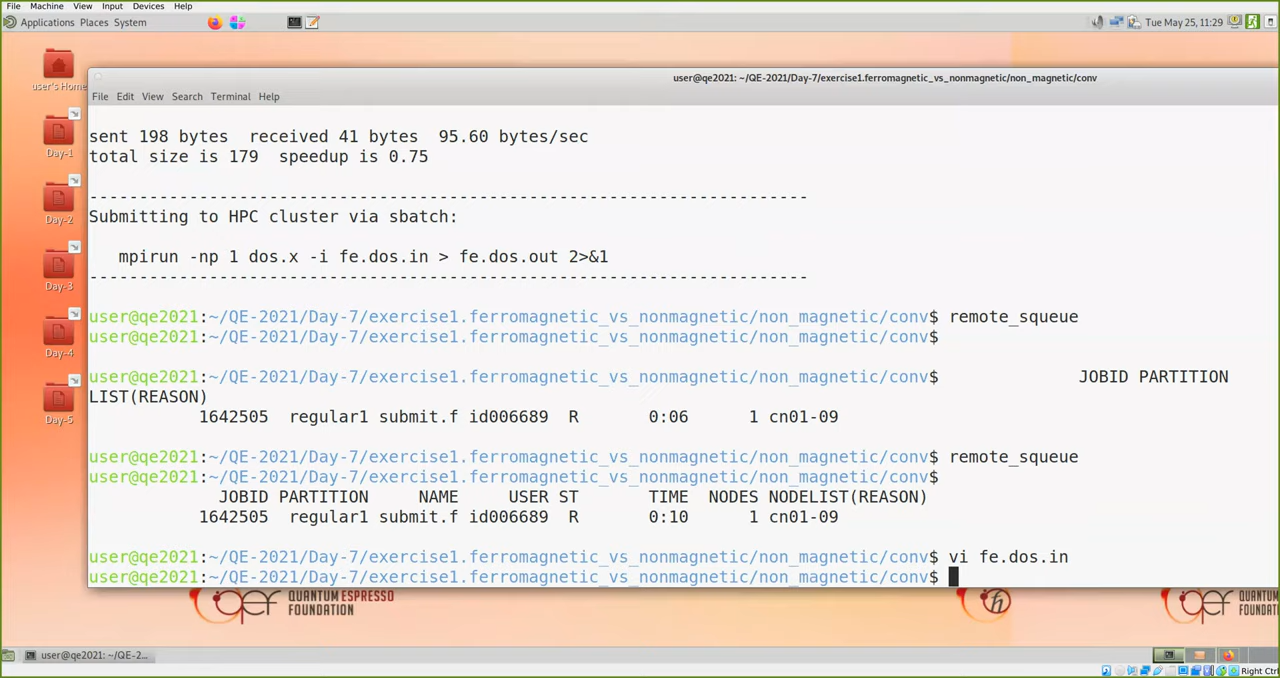 File Machine View Input Devices Help
Applications Places System
Tue May 25, 11:29
user's Home
Day-1
Day-2
Day-3
Day-4
Day-5
user@qe2021: ~/QE-2021/Day-7/exercise1.ferromagnetic_vs_nonmagnetic/non_magnetic/conv
File Edit View Search Terminal Help
sent 198 bytes  received 41 bytes  95.60 bytes/sec
total size is 179  speedup is 0.75
------------------------------------------------------------------------
Submitting to HPC cluster via sbatch:
mpirun -np 1 dos.x -i fe.dos.in > fe.dos.out 2>&1
------------------------------------------------------------------------
user@qe2021:~/QE-2021/Day-7/exercise1.ferromagnetic_vs_nonmagnetic/non_magnetic/conv$ remote_squeue
user@qe2021:~/QE-2021/Day-7/exercise1.ferromagnetic_vs_nonmagnetic/non_magnetic/conv$
user@qe2021:~/QE-2021/Day-7/exercise1.ferromagnetic_vs_nonmagnetic/non_magnetic/conv$ JOBID PARTITION
LIST(REASON)
1642505 regular1 submit.f id006689 R 0:06 1 cn01-09
user@qe2021:~/QE-2021/Day-7/exercise1.ferromagnetic_vs_nonmagnetic/non_magnetic/conv$ remote_squeue
user@qe2021:~/QE-2021/Day-7/exercise1.ferromagnetic_vs_nonmagnetic/non_magnetic/conv$
JOBID PARTITION NAME USER ST TIME NODES NODELIST(REASON)
1642505 regular1 submit.f id006689 R 0:10 1 cn01-09
user@qe2021:~/QE-2021/Day-7/exercise1.ferromagnetic_vs_nonmagnetic/non_magnetic/conv$ vi fe.dos.in
user@qe2021:~/QE-2021/Day-7/exercise1.ferromagnetic_vs_nonmagnetic/non_magnetic/conv$
QUANTUM ESPRESSO
FOUNDATION
QUANTUM
FOUND
user@qe2021: ~/QE-2...
Right Ctrl